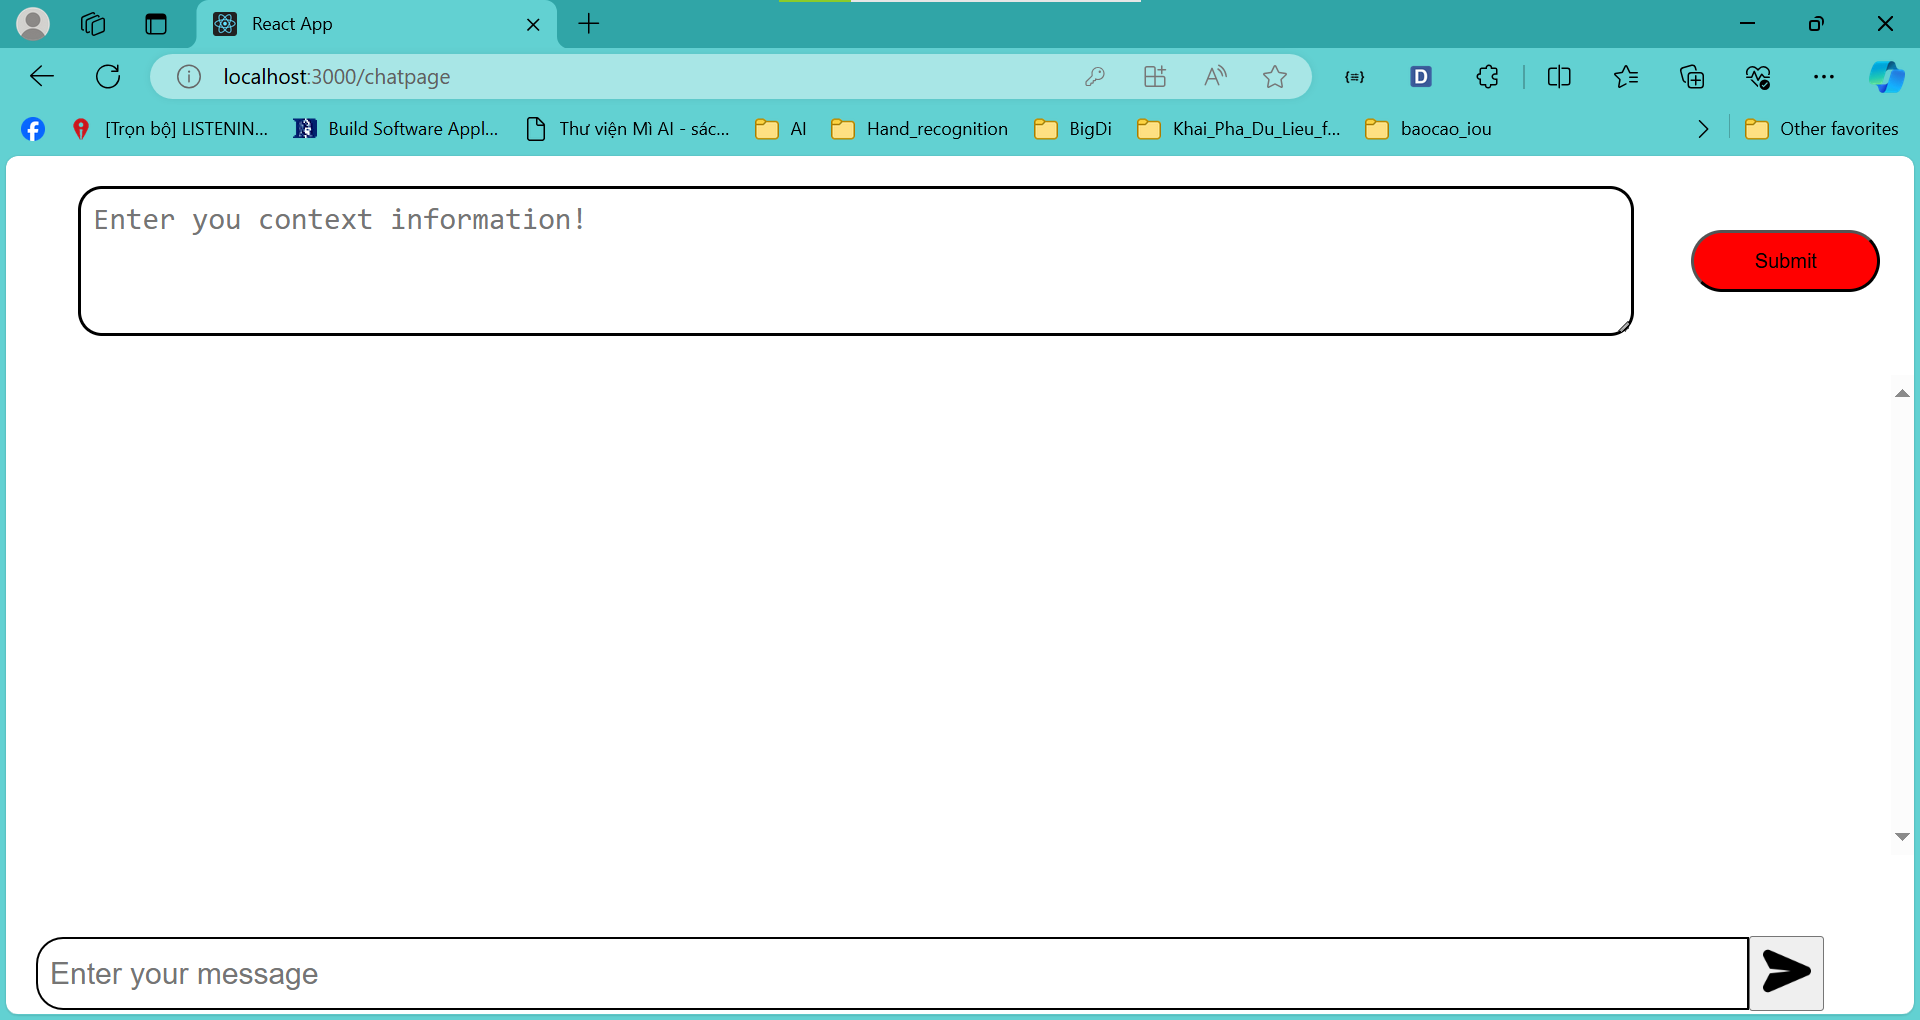 React App
localhost:3000/chatpage
[Trọn bộ] LISTENIN... Build Software Appl... Thư viện Mì AI - sác... AI Hand_recognition BigDi Khai_Pha_Du_Lieu_f... baocao_iou Other favorites
Enter you context information!
Submit
Enter your message